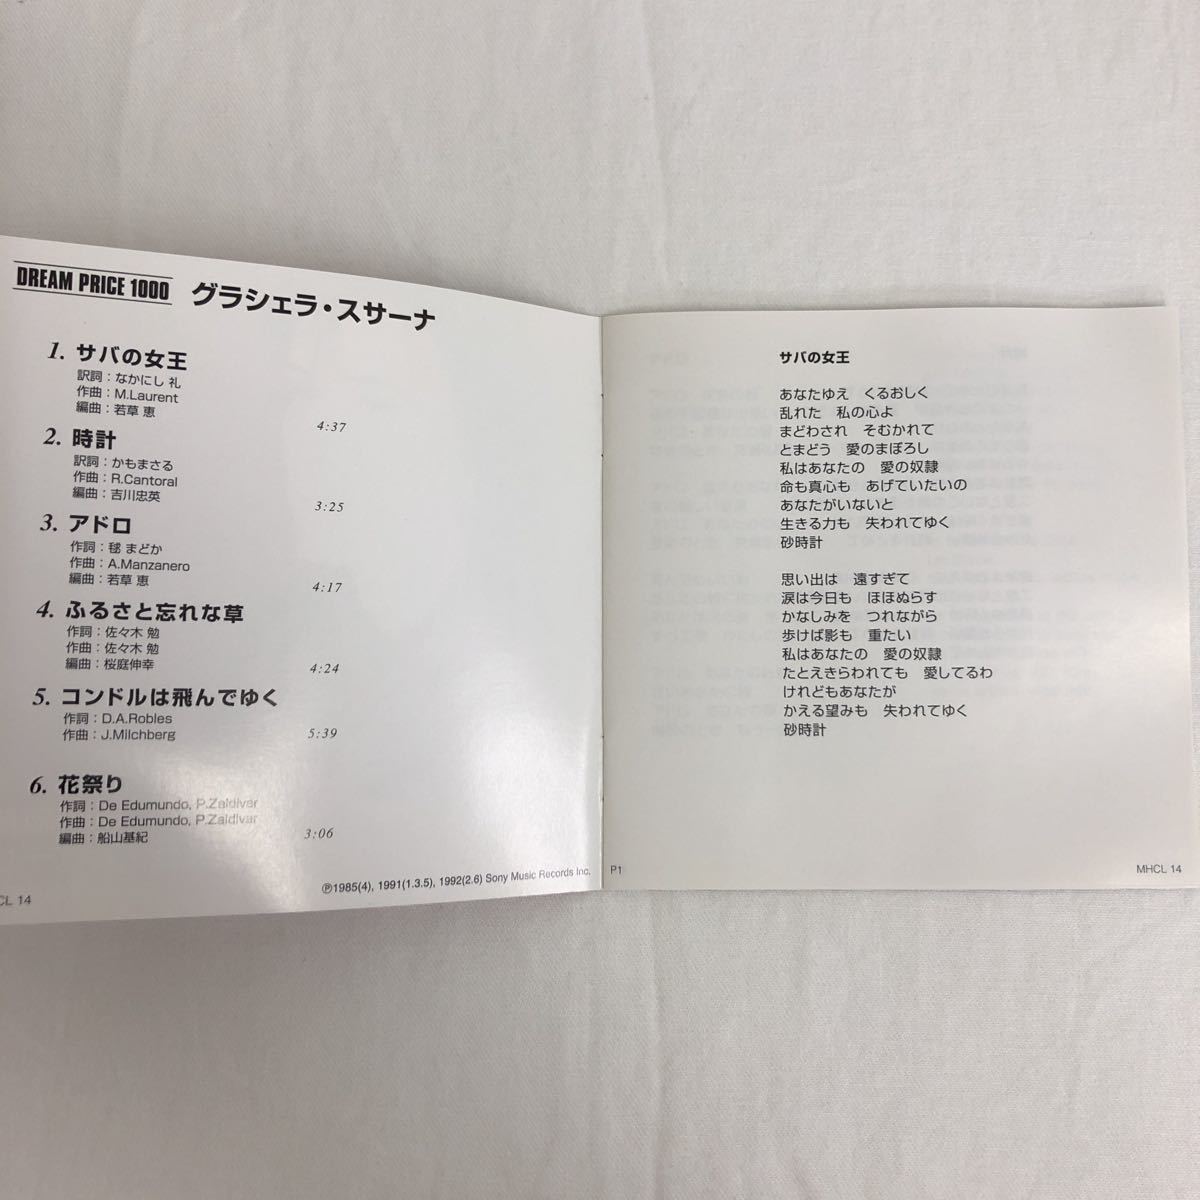 DREAM PRICE 1000 グラシェラ・スサーナ
1. サバの女王
訳詞：なかにし 礼
作曲：M.Laurent
編曲：若草 恵
4:37
2. 時計
訳詞：かもまさる
作曲：R.Cantoral
編曲：吉川忠英
3:25
3. アドロ
作詞：毬 まどか
作曲：A.Manzanero
編曲：若草 恵
4:17
4. ふるさと忘れな草
作詞：佐々木 勉
作曲：佐々木 勉
編曲：桜庭伸幸
4:24
5. コンドルは飛んでゆく
作詞：D.A.Robles
作曲：J.Milchberg
5:39
6. 花祭り
作詞：De Edumundo, P.Zaldivar
作曲：De Edumundo, P.Zaldivar
編曲：船山基紀
3:06
℗1985(4), 1991(1.3.5), 1992(2.6) Sony Music Records Inc.
CL 14
サバの女王
あなたゆえ　くるおしく
乱れた　私の心よ
まどわされ　そむかれて
とまどう　愛のまぼろし
私はあなたの　愛の奴隷
命も真心も　あげていたいの
あなたがいないと
生きる力も　失われてゆく
砂時計
思い出は　遠すぎて
涙は今日も　ほほぬらす
かなしみを　つれながら
歩けば影も　重たい
私はあなたの　愛の奴隷
たとえきらわれても　愛してるわ
けれどもあなたが
かえる望みも　失われてゆく
砂時計
P1
MHCL 14